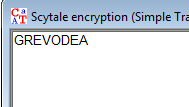 Scytale encryption (Simple Tra
GREVODEA